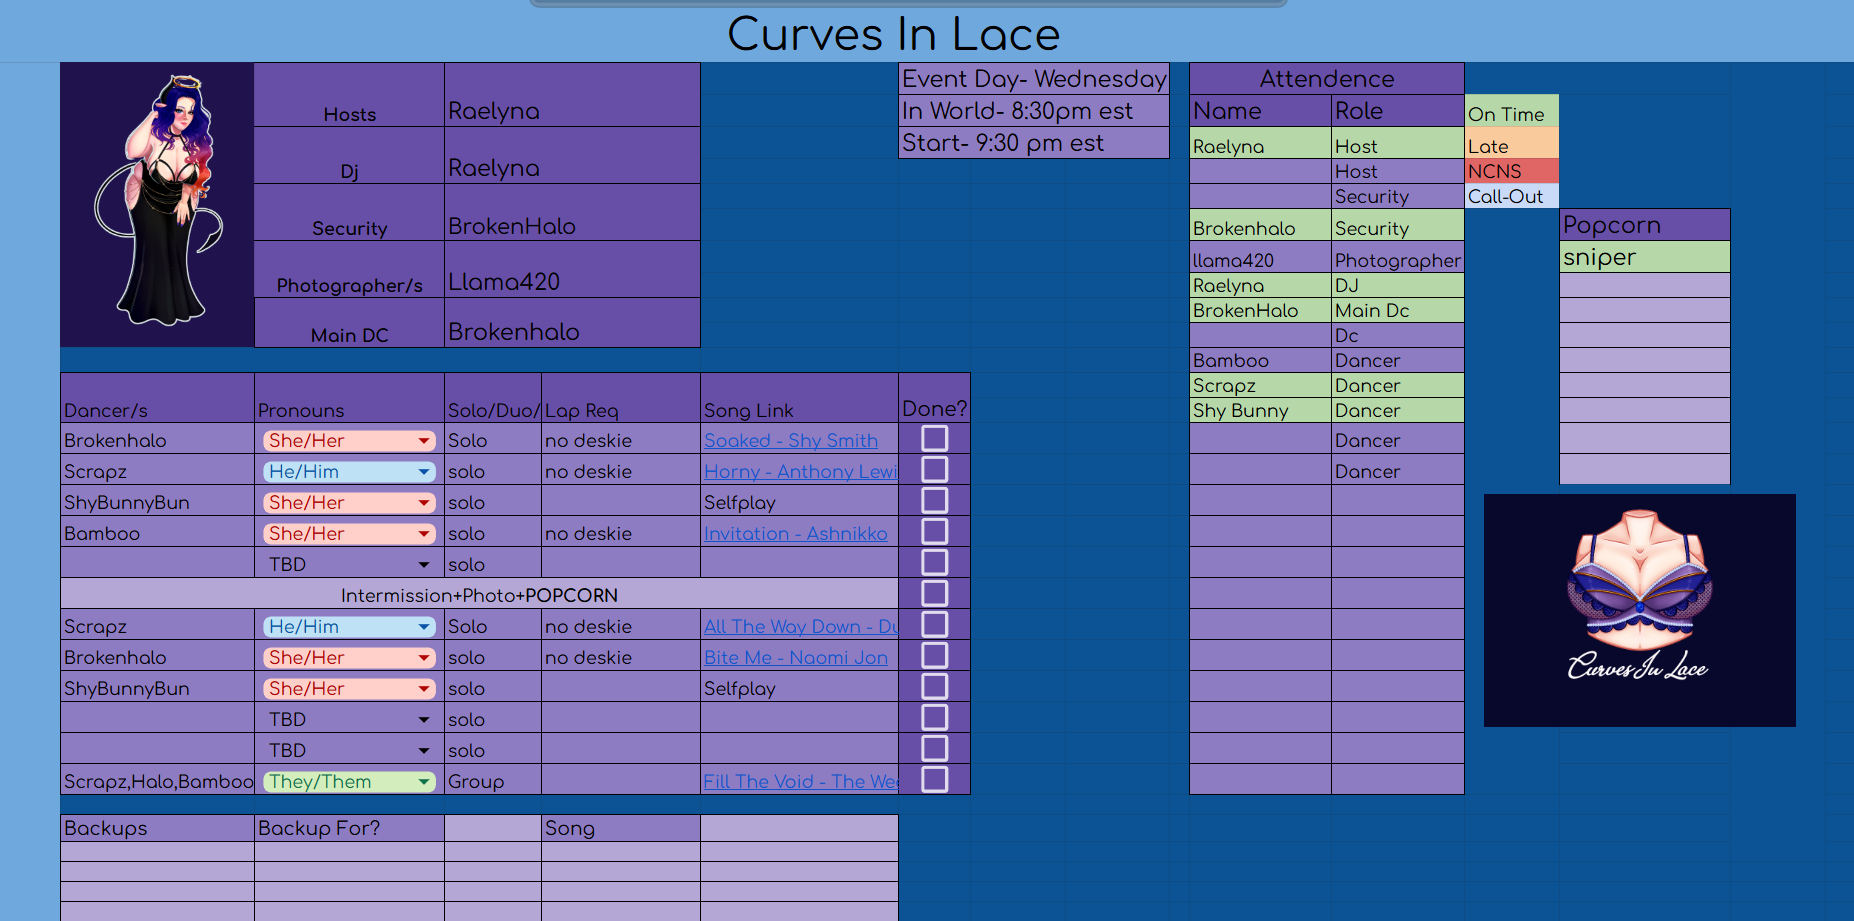 Curves In Lace
Hosts Raelyna
Dj Raelyna
Security BrokenHalo
Photographer/s Llama420
Main DC Brokenhalo
Event Day- Wednesday
In World- 8:30pm est
Start- 9:30 pm est
Attendence
Name Role
Raelyna Host
Host
Security
Brokenhalo Security
llama420 Photographer
Raelyna DJ
BrokenHalo Main Dc
Dc
Bamboo Dancer
Scrapz Dancer
Shy Bunny Dancer
Dancer
Dancer
On Time
Late
NCNS
Call-Out
Popcorn
sniper
Dancer/s Pronouns Solo/Duo/ Lap Req Song Link Done?
Brokenhalo She/Her Solo no deskie Soaked - Shy Smith
Scrapz He/Him solo no deskie Horny - Anthony Lewi
ShyBunnyBun She/Her solo Selfplay
Bamboo She/Her solo no deskie Invitation - Ashnikko
TBD solo
Intermission+Photo+POPCORN
Scrapz He/Him Solo no deskie All The Way Down - Du
Brokenhalo She/Her solo no deskie Bite Me - Naomi Jon
ShyBunnyBun She/Her solo Selfplay
TBD solo
TBD solo
Scrapz,Halo,Bamboo They/Them Group Fill The Void - The Wee
Curves In Lace
Backups Backup For? Song